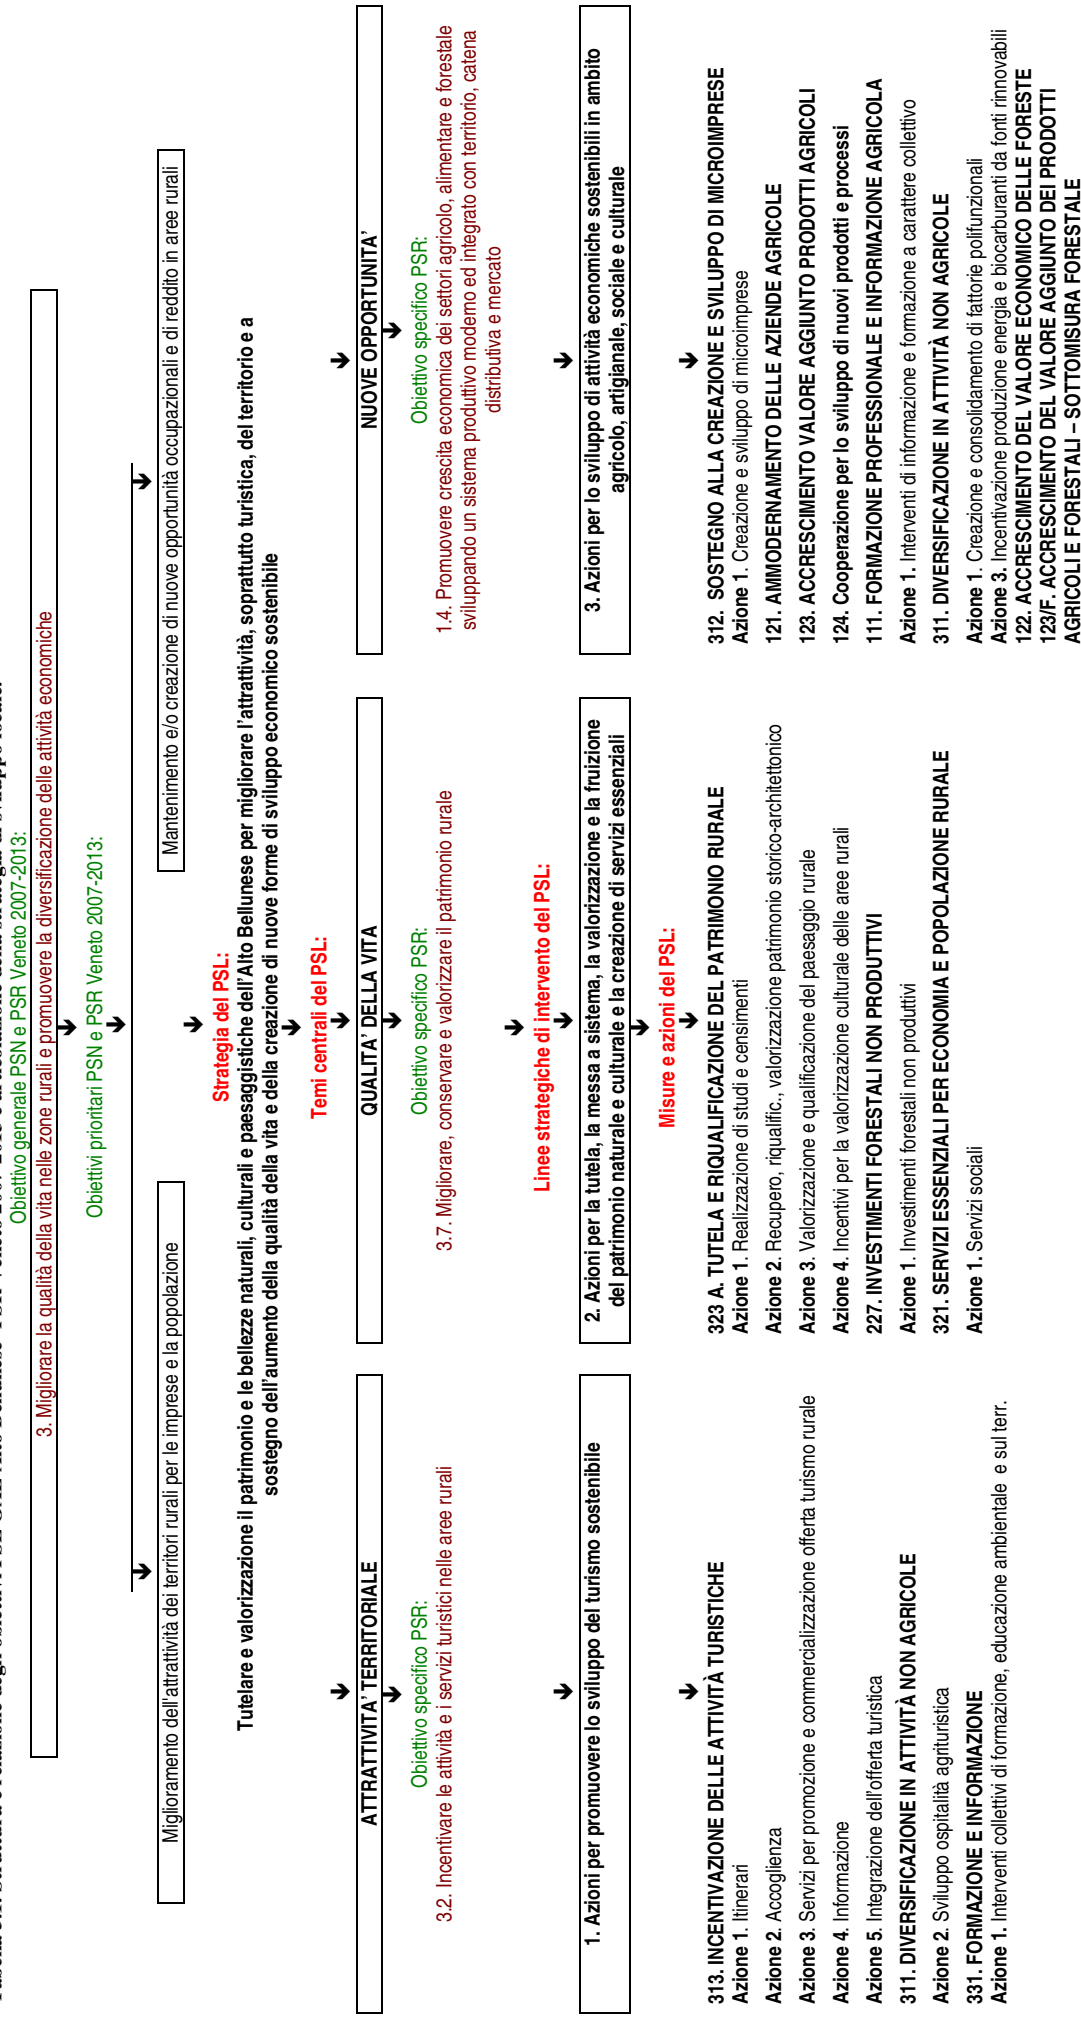 Obiettivo generale PSN e PSR Veneto 2007-2013:
3. Migliorare la qualità della vita nelle zone rurali e promuovere la diversificazione delle attività economiche
Obiettivi prioritari PSN e PSR Veneto 2007-2013:
Miglioramento dell'attrattività dei territori rurali per le imprese e la popolazione
Mantenimento e/o creazione di nuove opportunità occupazionali e di reddito in aree rurali
Strategia del PSL:
Tutelare e valorizzazione il patrimonio e le bellezze naturali, culturali e paesaggistiche dell'Alto Bellunese per migliorare l'attrattività, soprattutto turistica, del territorio e a
sostegno dell'aumento della qualità della vita e della creazione di nuove forme di sviluppo economico sostenibile
Temi centrali del PSL:
ATTRATTIVITA' TERRITORIALE
Obiettivo specifico PSR:
3.2. Incentivare le attività e i servizi turistici nelle aree rurali
QUALITA' DELLA VITA
Obiettivo specifico PSR:
3.7. Migliorare, conservare e valorizzare il patrimonio rurale
NUOVE OPPORTUNITA'
Obiettivo specifico PSR:
1.4. Promuovere crescita economica dei settori agricolo, alimentare e forestale
sviluppando un sistema produttivo moderno ed integrato con territorio, catena
distributiva e mercato
Linee strategiche di intervento del PSL:
1. Azioni per promuovere lo sviluppo del turismo sostenibile
2. Azioni per la tutela, la messa a sistema, la valorizzazione e la fruizione
del patrimonio naturale e culturale e la creazione di servizi essenziali
3. Azioni per lo sviluppo di attività economiche sostenibili in ambito
agricolo, artigianale, sociale e culturale
Misure e azioni del PSL:
313. INCENTIVAZIONE DELLE ATTIVITÀ TURISTICHE
Azione 1. Itinerari
Azione 2. Accoglienza
Azione 3. Servizi per promozione e commercializzazione offerta turismo rurale
Azione 4. Informazione
Azione 5. Integrazione dell'offerta turistica
311. DIVERSIFICAZIONE IN ATTIVITÀ NON AGRICOLE
Azione 2. Sviluppo ospitalità agrituristica
331. FORMAZIONE E INFORMAZIONE
Azione 1. Interventi collettivi di formazione, educazione ambientale e sul terr.
323 A. TUTELA E RIQUALIFICAZIONE DEL PATRIMONIO RURALE
Azione 1. Realizzazione di studi e censimenti
Azione 2. Recupero, riqualific., valorizzazione patrimonio storico-architettonico
Azione 3. Valorizzazione e qualificazione del paesaggio rurale
Azione 4. Incentivi per la valorizzazione culturale delle aree rurali
227. INVESTIMENTI FORESTALI NON PRODUTTIVI
Azione 1. Investimenti forestali non produttivi
321. SERVIZI ESSENZIALI PER ECONOMIA E POPOLAZIONE RURALE
Azione 1. Servizi sociali
312. SOSTEGNO ALLA CREAZIONE E SVILUPPO DI MICROIMPRESE
Azione 1. Creazione e sviluppo di microimprese
121. AMMODERNAMENTO DELLE AZIENDE AGRICOLE
123. ACCRESCIMENTO VALORE AGGIUNTO PRODOTTI AGRICOLI
124. Cooperazione per lo sviluppo di nuovi prodotti e processi
111. FORMAZIONE PROFESSIONALE E INFORMAZIONE AGRICOLA
Azione 1. Interventi di informazione e formazione a carattere collettivo
311. DIVERSIFICAZIONE IN ATTIVITÀ NON AGRICOLE
Azione 1. Creazione e consolidamento di fattorie polifunzionali
Azione 3. Incentivazione produzione energia e biocarburanti da fonti rinnovabili
122. ACCRESCIMENTO DEL VALORE ECONOMICO DELLE FORESTE
123/F. ACCRESCIMENTO DEL VALORE AGGIUNTO DEI PRODOTTI
AGRICOLI E FORESTALI – SOTTOMISURA FORESTALE